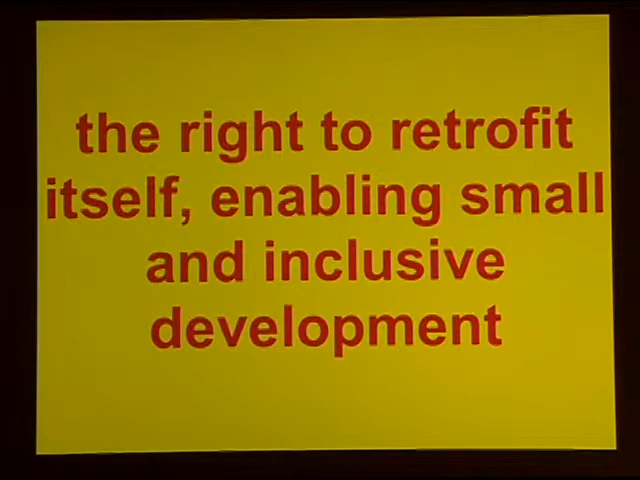 the right to retrofit
itself, enabling small
and inclusive
development